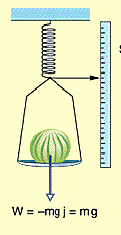 W = –mg j = mg